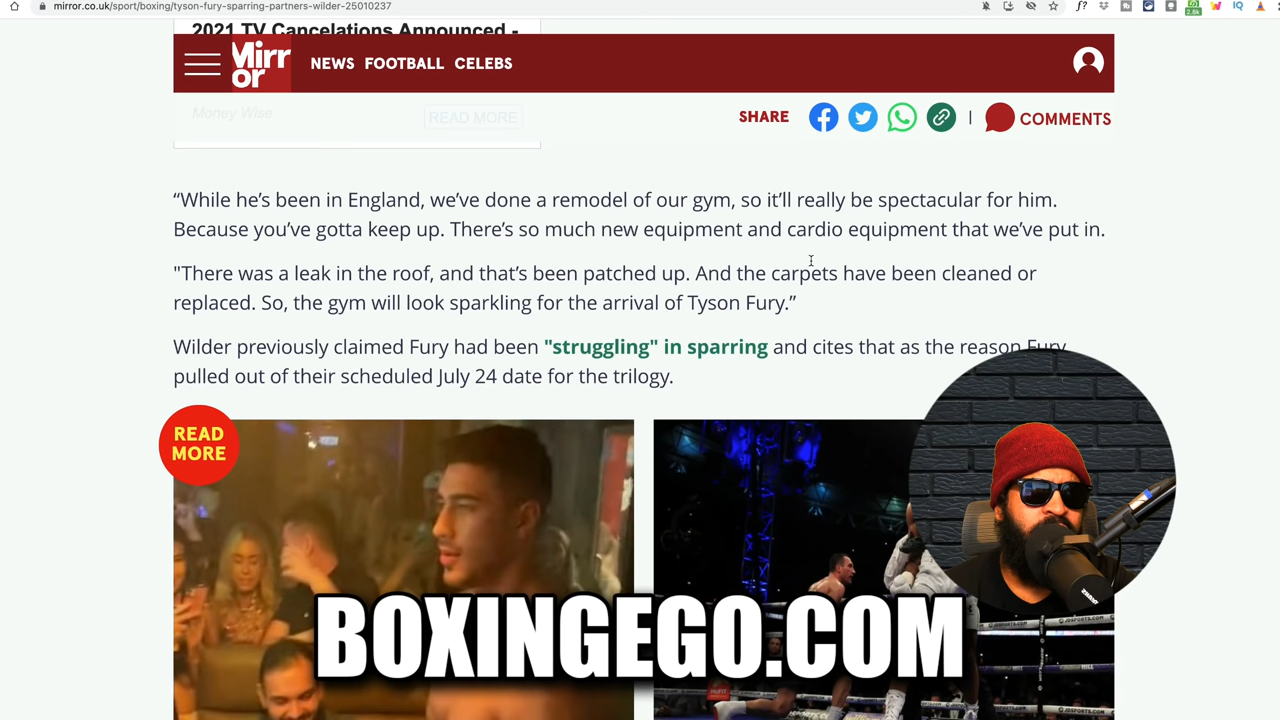 mirror.co.uk/sport/boxing/tyson-fury-sparring-partners-wilder-25010237
2021 TV Cancelations Announced -
Mirror
NEWS FOOTBALL CELEBS
Money Wise
READ MORE
SHARE
COMMENTS
“While he’s been in England, we’ve done a remodel of our gym, so it’ll really be spectacular for him.
Because you’ve gotta keep up. There’s so much new equipment and cardio equipment that we’ve put in.
"There was a leak in the roof, and that’s been patched up. And the carpets have been cleaned or
replaced. So, the gym will look sparkling for the arrival of Tyson Fury.”
Wilder previously claimed Fury had been "struggling" in sparring and cites that as the reason Fury
pulled out of their scheduled July 24 date for the trilogy.
READ
MORE
BOXINGEGO.COM